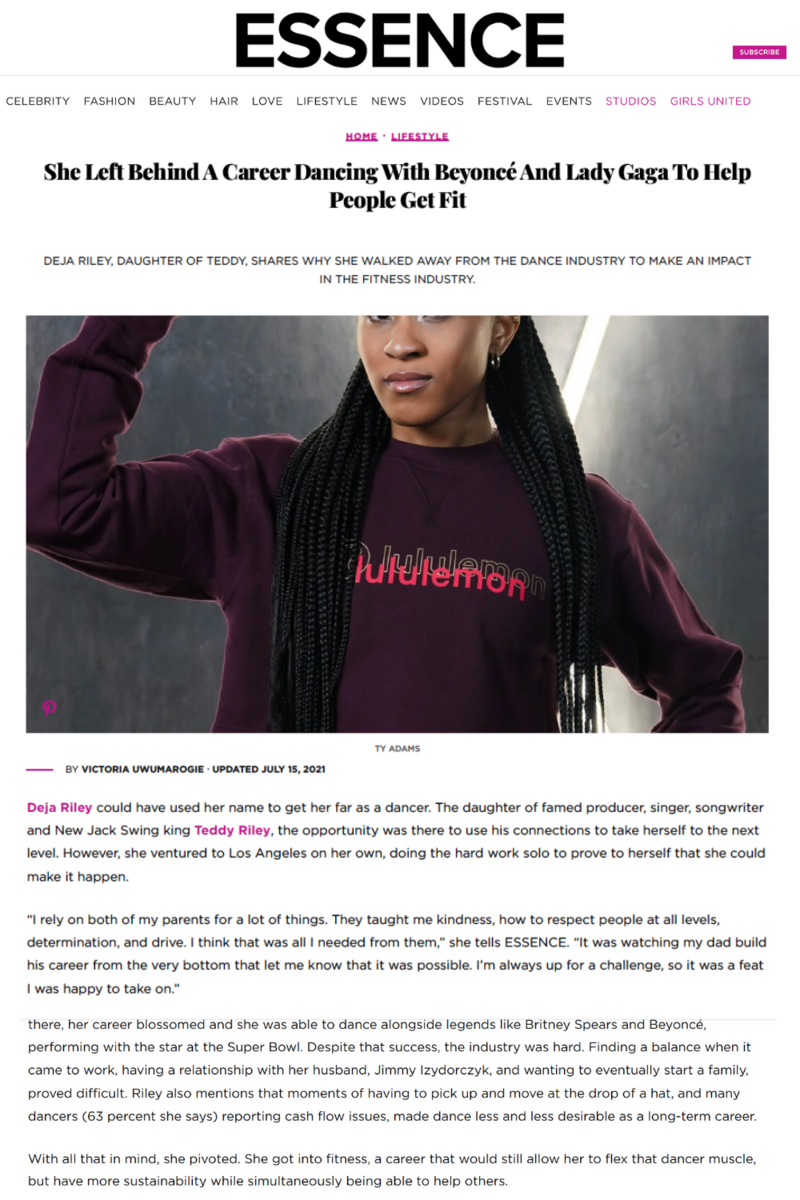 ESSENCE
SUBSCRIBE
CELEBRITY FASHION BEAUTY HAIR LOVE LIFESTYLE NEWS VIDEOS FESTIVAL EVENTS STUDIOS GIRLS UNITED
HOME · LIFESTYLE
She Left Behind A Career Dancing With Beyoncé And Lady Gaga To Help
People Get Fit
DEJA RILEY, DAUGHTER OF TEDDY, SHARES WHY SHE WALKED AWAY FROM THE DANCE INDUSTRY TO MAKE AN IMPACT
IN THE FITNESS INDUSTRY.
lululemon
lululemon
TY ADAMS
BY VICTORIA UWUMAROGIE · UPDATED JULY 15, 2021
Deja Riley could have used her name to get her far as a dancer. The daughter of famed producer, singer, songwriter
and New Jack Swing king Teddy Riley, the opportunity was there to use his connections to take herself to the next
level. However, she ventured to Los Angeles on her own, doing the hard work solo to prove to herself that she could
make it happen.
“I rely on both of my parents for a lot of things. They taught me kindness, how to respect people at all levels,
determination, and drive. I think that was all I needed from them,” she tells ESSENCE. “It was watching my dad build
his career from the very bottom that let me know that it was possible. I’m always up for a challenge, so it was a feat
I was happy to take on.”
there, her career blossomed and she was able to dance alongside legends like Britney Spears and Beyoncé,
performing with the star at the Super Bowl. Despite that success, the industry was hard. Finding a balance when it
came to work, having a relationship with her husband, Jimmy Izydorczyk, and wanting to eventually start a family,
proved difficult. Riley also mentions that moments of having to pick up and move at the drop of a hat, and many
dancers (63 percent she says) reporting cash flow issues, made dance less and less desirable as a long-term career.
With all that in mind, she pivoted. She got into fitness, a career that would still allow her to flex that dancer muscle,
but have more sustainability while simultaneously being able to help others.